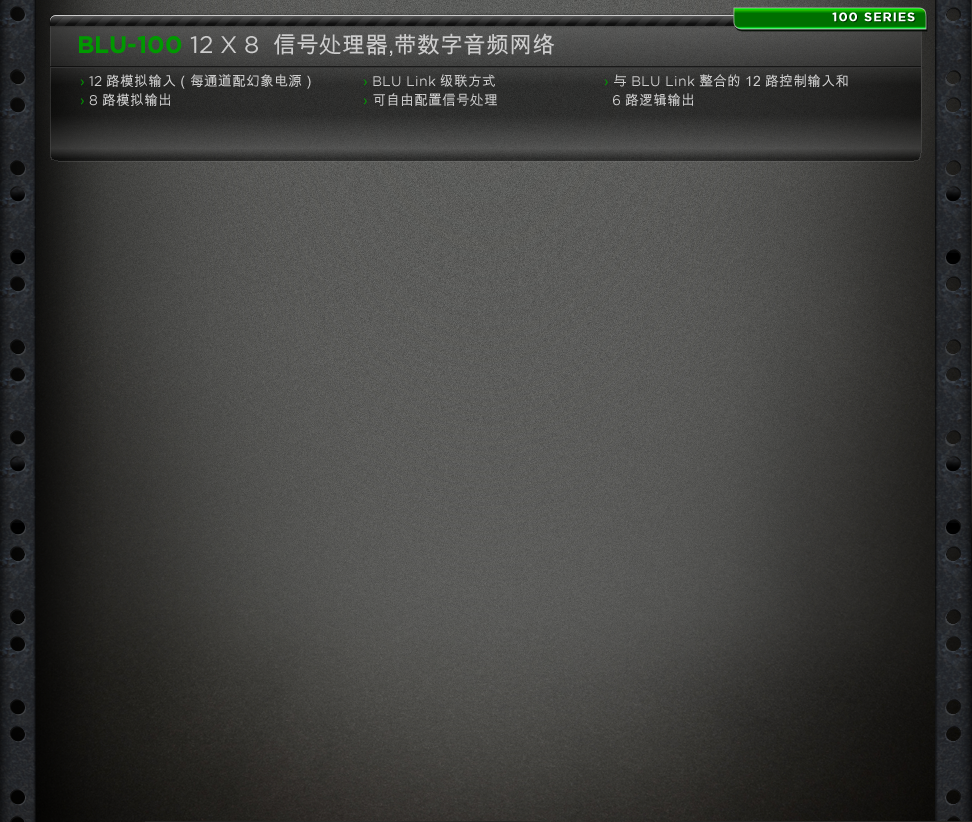 100 SERIES
BLU-100 12 X 8 信号处理器,带数字音频网络
› 12 路模拟输入 ( 每通道配幻象电源 )
› 8 路模拟输出
› BLU Link 级联方式
› 可自由配置信号处理
› 与 BLU Link 整合的 12 路控制输入和
6 路逻辑输出